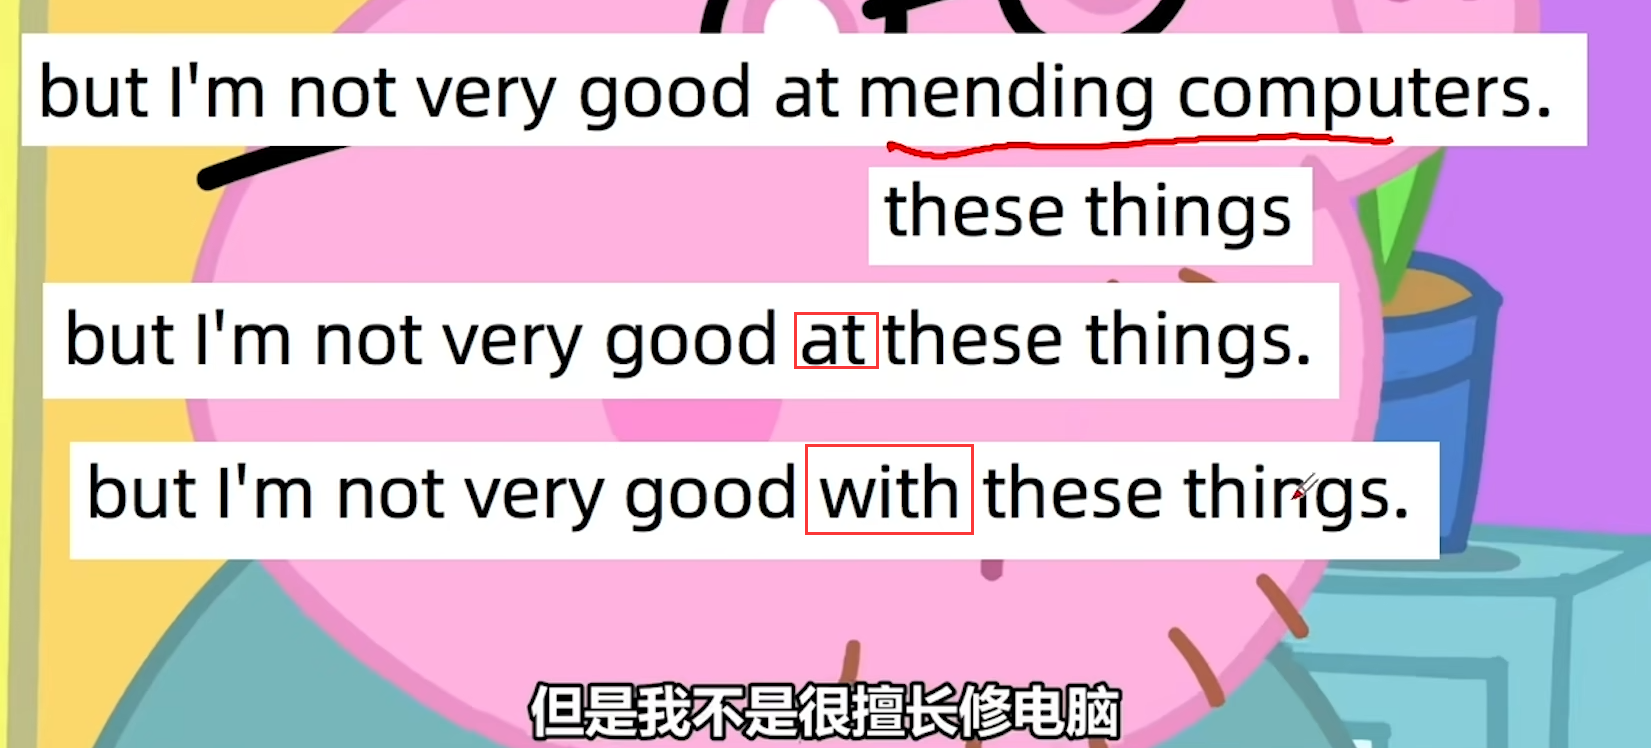 but I'm not very good at mending computers.
these things
but I'm not very good at these things.
but I'm not very good with these things.
但是我不是很擅长修电脑